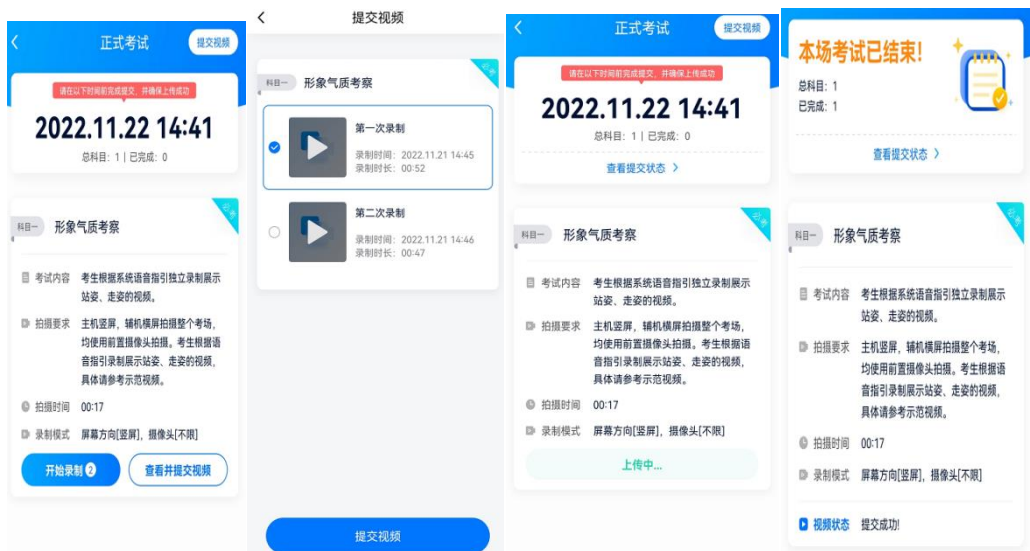 正式考试
提交视频
请在以下时间前完成提交，并确保上传成功
2022.11.22 14:41
总科目：1 | 已完成：0
必考
科目一 形象气质考察
考试内容 考生根据系统语音指引独立录制展示
站姿、走姿的视频。
拍摄要求 主机竖屏，辅机横屏拍摄整个考场，
均使用前置摄像头拍摄。考生根据语
音指引录制展示站姿、走姿的视频，
具体请参考示范视频。
拍摄时间 00:17
录制模式 屏幕方向[竖屏]，摄像头[不限]
开始录制 2
查看并提交视频
提交视频
必考
科目一 形象气质考察
第一次录制
录制时间：2022.11.21 14:45
录制时长：00:52
第二次录制
录制时间：2022.11.21 14:46
录制时长：00:47
提交视频
正式考试
提交视频
请在以下时间前完成提交，并确保上传成功
2022.11.22 14:41
总科目：1 | 已完成：0
查看提交状态
必考
科目一 形象气质考察
考试内容 考生根据系统语音指引独立录制展示
站姿、走姿的视频。
拍摄要求 主机竖屏，辅机横屏拍摄整个考场，
均使用前置摄像头拍摄。考生根据语
音指引录制展示站姿、走姿的视频，
具体请参考示范视频。
拍摄时间 00:17
录制模式 屏幕方向[竖屏]，摄像头[不限]
上传中...
本场考试已结束！
总科目：1
已完成：1
查看提交状态
必考
科目一 形象气质考察
考试内容 考生根据系统语音指引独立录制展示
站姿、走姿的视频。
拍摄要求 主机竖屏，辅机横屏拍摄整个考场，
均使用前置摄像头拍摄。考生根据语
音指引录制展示站姿、走姿的视频，
具体请参考示范视频。
拍摄时间 00:17
录制模式 屏幕方向[竖屏]，摄像头[不限]
视频状态 提交成功!